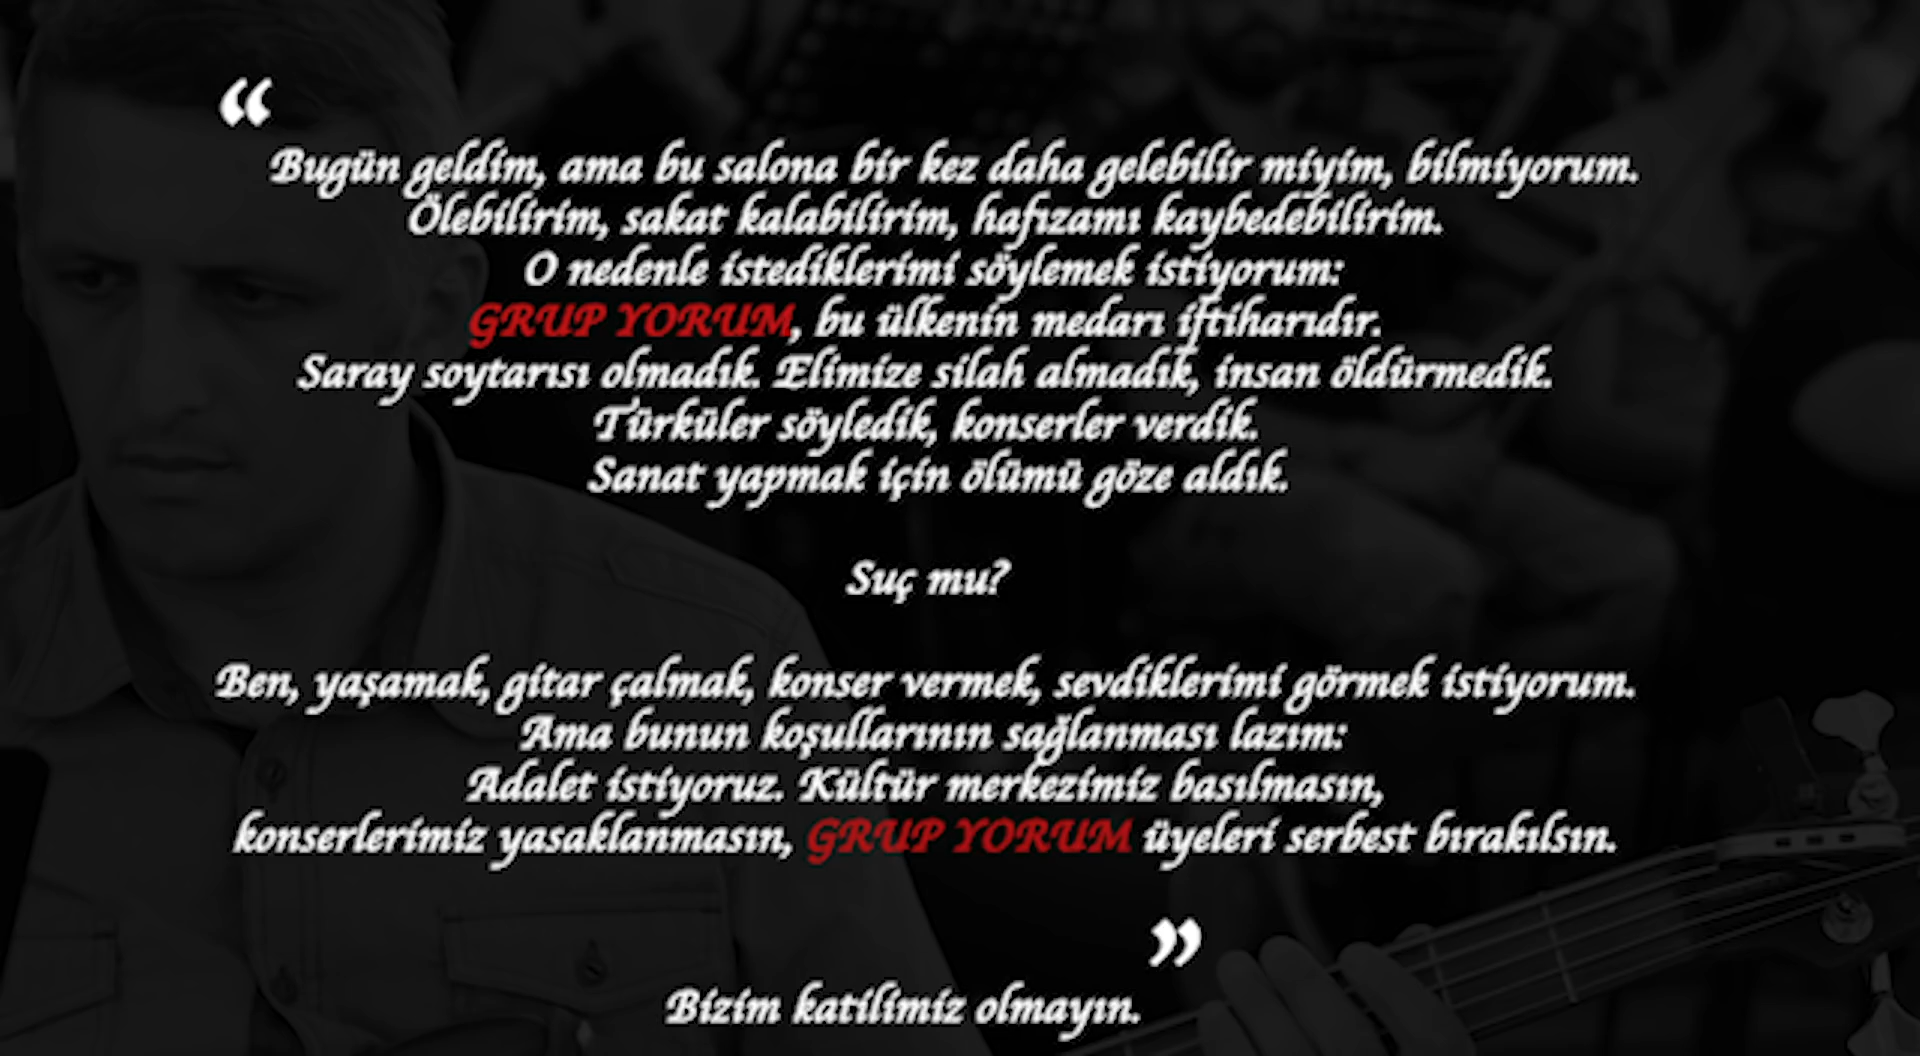 “
Bugün geldim, ama bu salona bir kez daha gelebilir miyim, bilmiyorum.
Ölebilirim, sakat kalabilirim, hafızamı kaybedebilirim.
O nedenle istediklerimi söylemek istiyorum:
GRUP YORUM, bu ülkenin medarı iftiharıdır.
Saray soytarısı olmadık. Elimize silah almadık, insan öldürmedik.
Türküler söyledik, konserler verdik.
Sanat yapmak için ölümü göze aldık.
Suç mu?
Ben, yaşamak, gitar çalmak, konser vermek, sevdiklerimi görmek istiyorum.
Ama bunun koşullarının sağlanması lazım:
Adalet istiyoruz. Kültür merkezimiz basılmasın,
konserlerimiz yasaklanmasın, GRUP YORUM üyeleri serbest bırakılsın.
”
Bizim katilimiz olmayın.